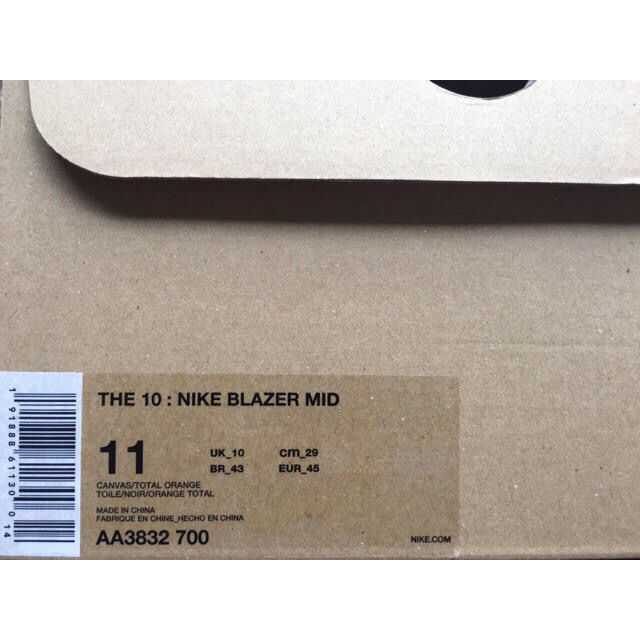 THE 10 : NIKE BLAZER MID
11
UK_10 cm_29
BR_43 EUR_45
CANVAS/TOTAL ORANGE
TOILE/NOIR/ORANGE TOTAL
MADE IN CHINA
FABRIQUE EN CHINE_HECHO EN CHINA
AA3832 700
NIKE.COM
1 91888 61730 0 14